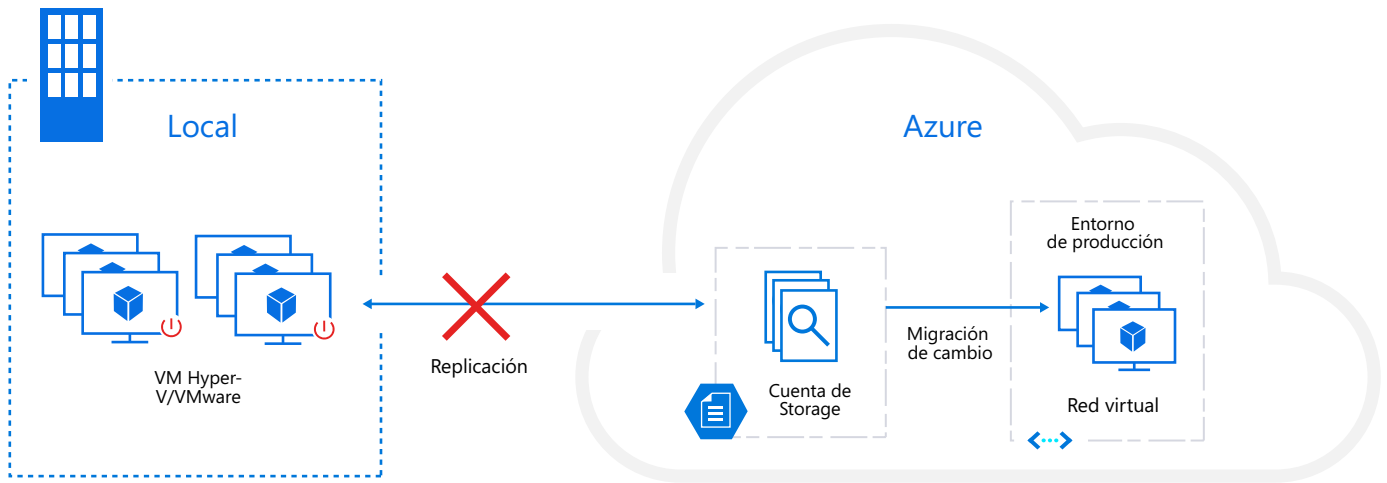 Local
Azure
VM Hyper-
V/VMware
Replicación
Cuenta de
Storage
Migración
de cambio
Entorno
de producción
Red virtual